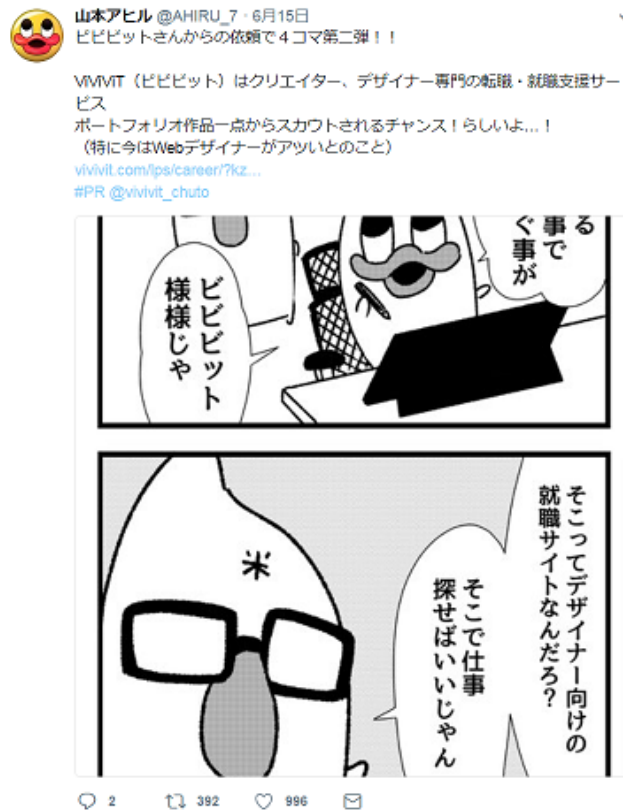 山本アヒル @AHIRU_7・6月15日
ビビビットさんからの依頼で４コマ第二弾！！
ViViViT（ビビビット）はクリエイター、デザイナー専門の転職・就職支援サー
ビス
ポートフォリオ作品一点からスカウトされるチャンス！らしいよ…！
（特に今はWebデザイナーがアツいとのこと）
vivivit.com/lps/career/?kz…
#PR @vivivit_chuto
る
事で
ぐ事が
ビビビット
様様じゃ
そこってデザイナー向けの
就職サイトなんだろ？
そこで仕事
探せばいいじゃん
米
2
392
996